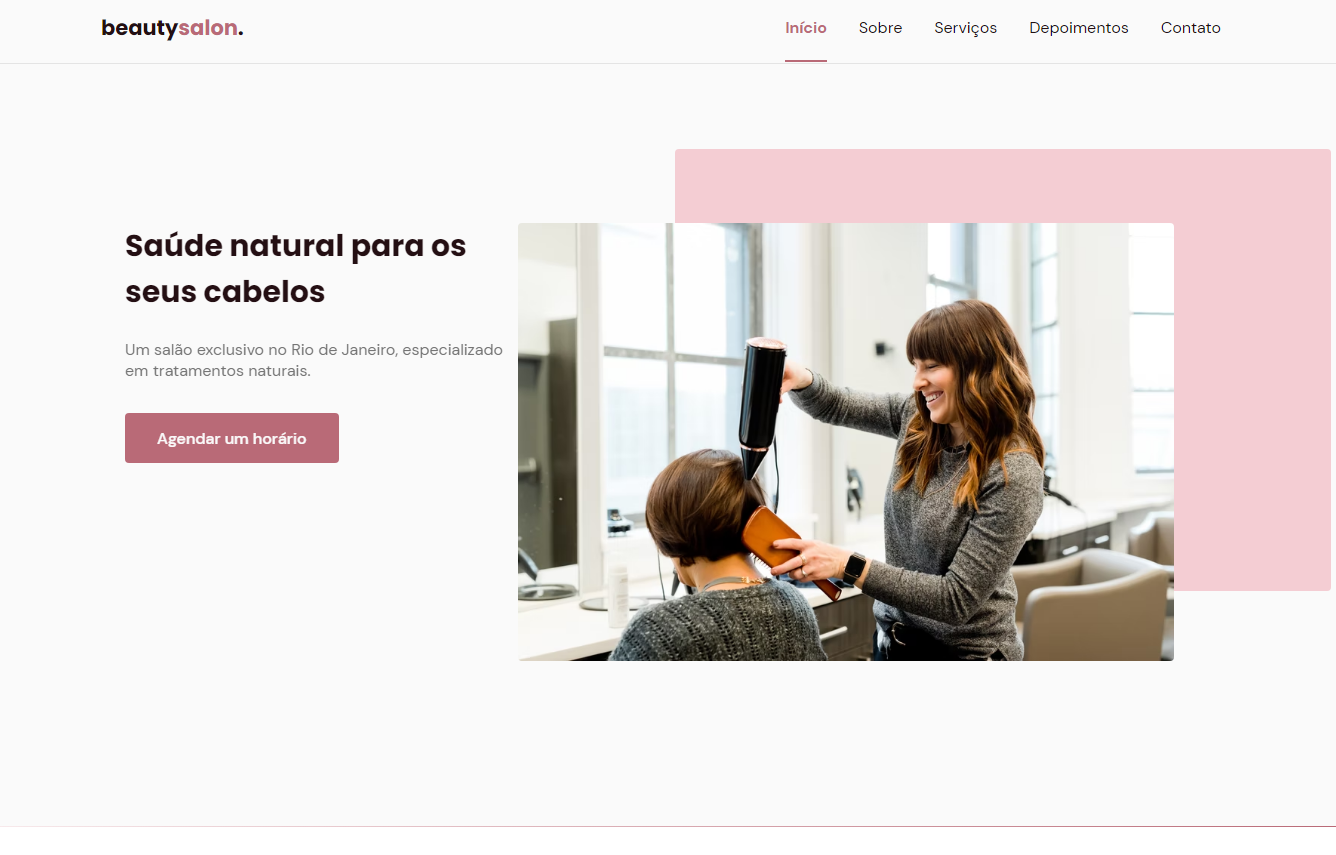 beautysalon.
Início
Sobre
Serviços
Depoimentos
Contato
Saúde natural para os
seus cabelos
Um salão exclusivo no Rio de Janeiro, especializado
em tratamentos naturais.
Agendar um horário